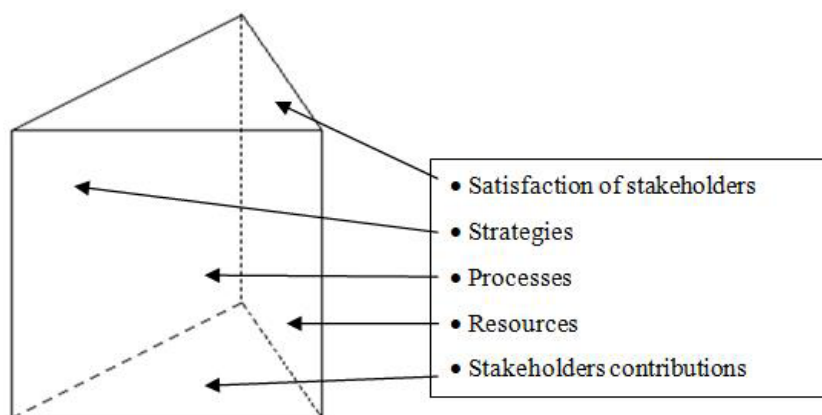 • Satisfaction of stakeholders
• Strategies
• Processes
• Resources
• Stakeholders contributions